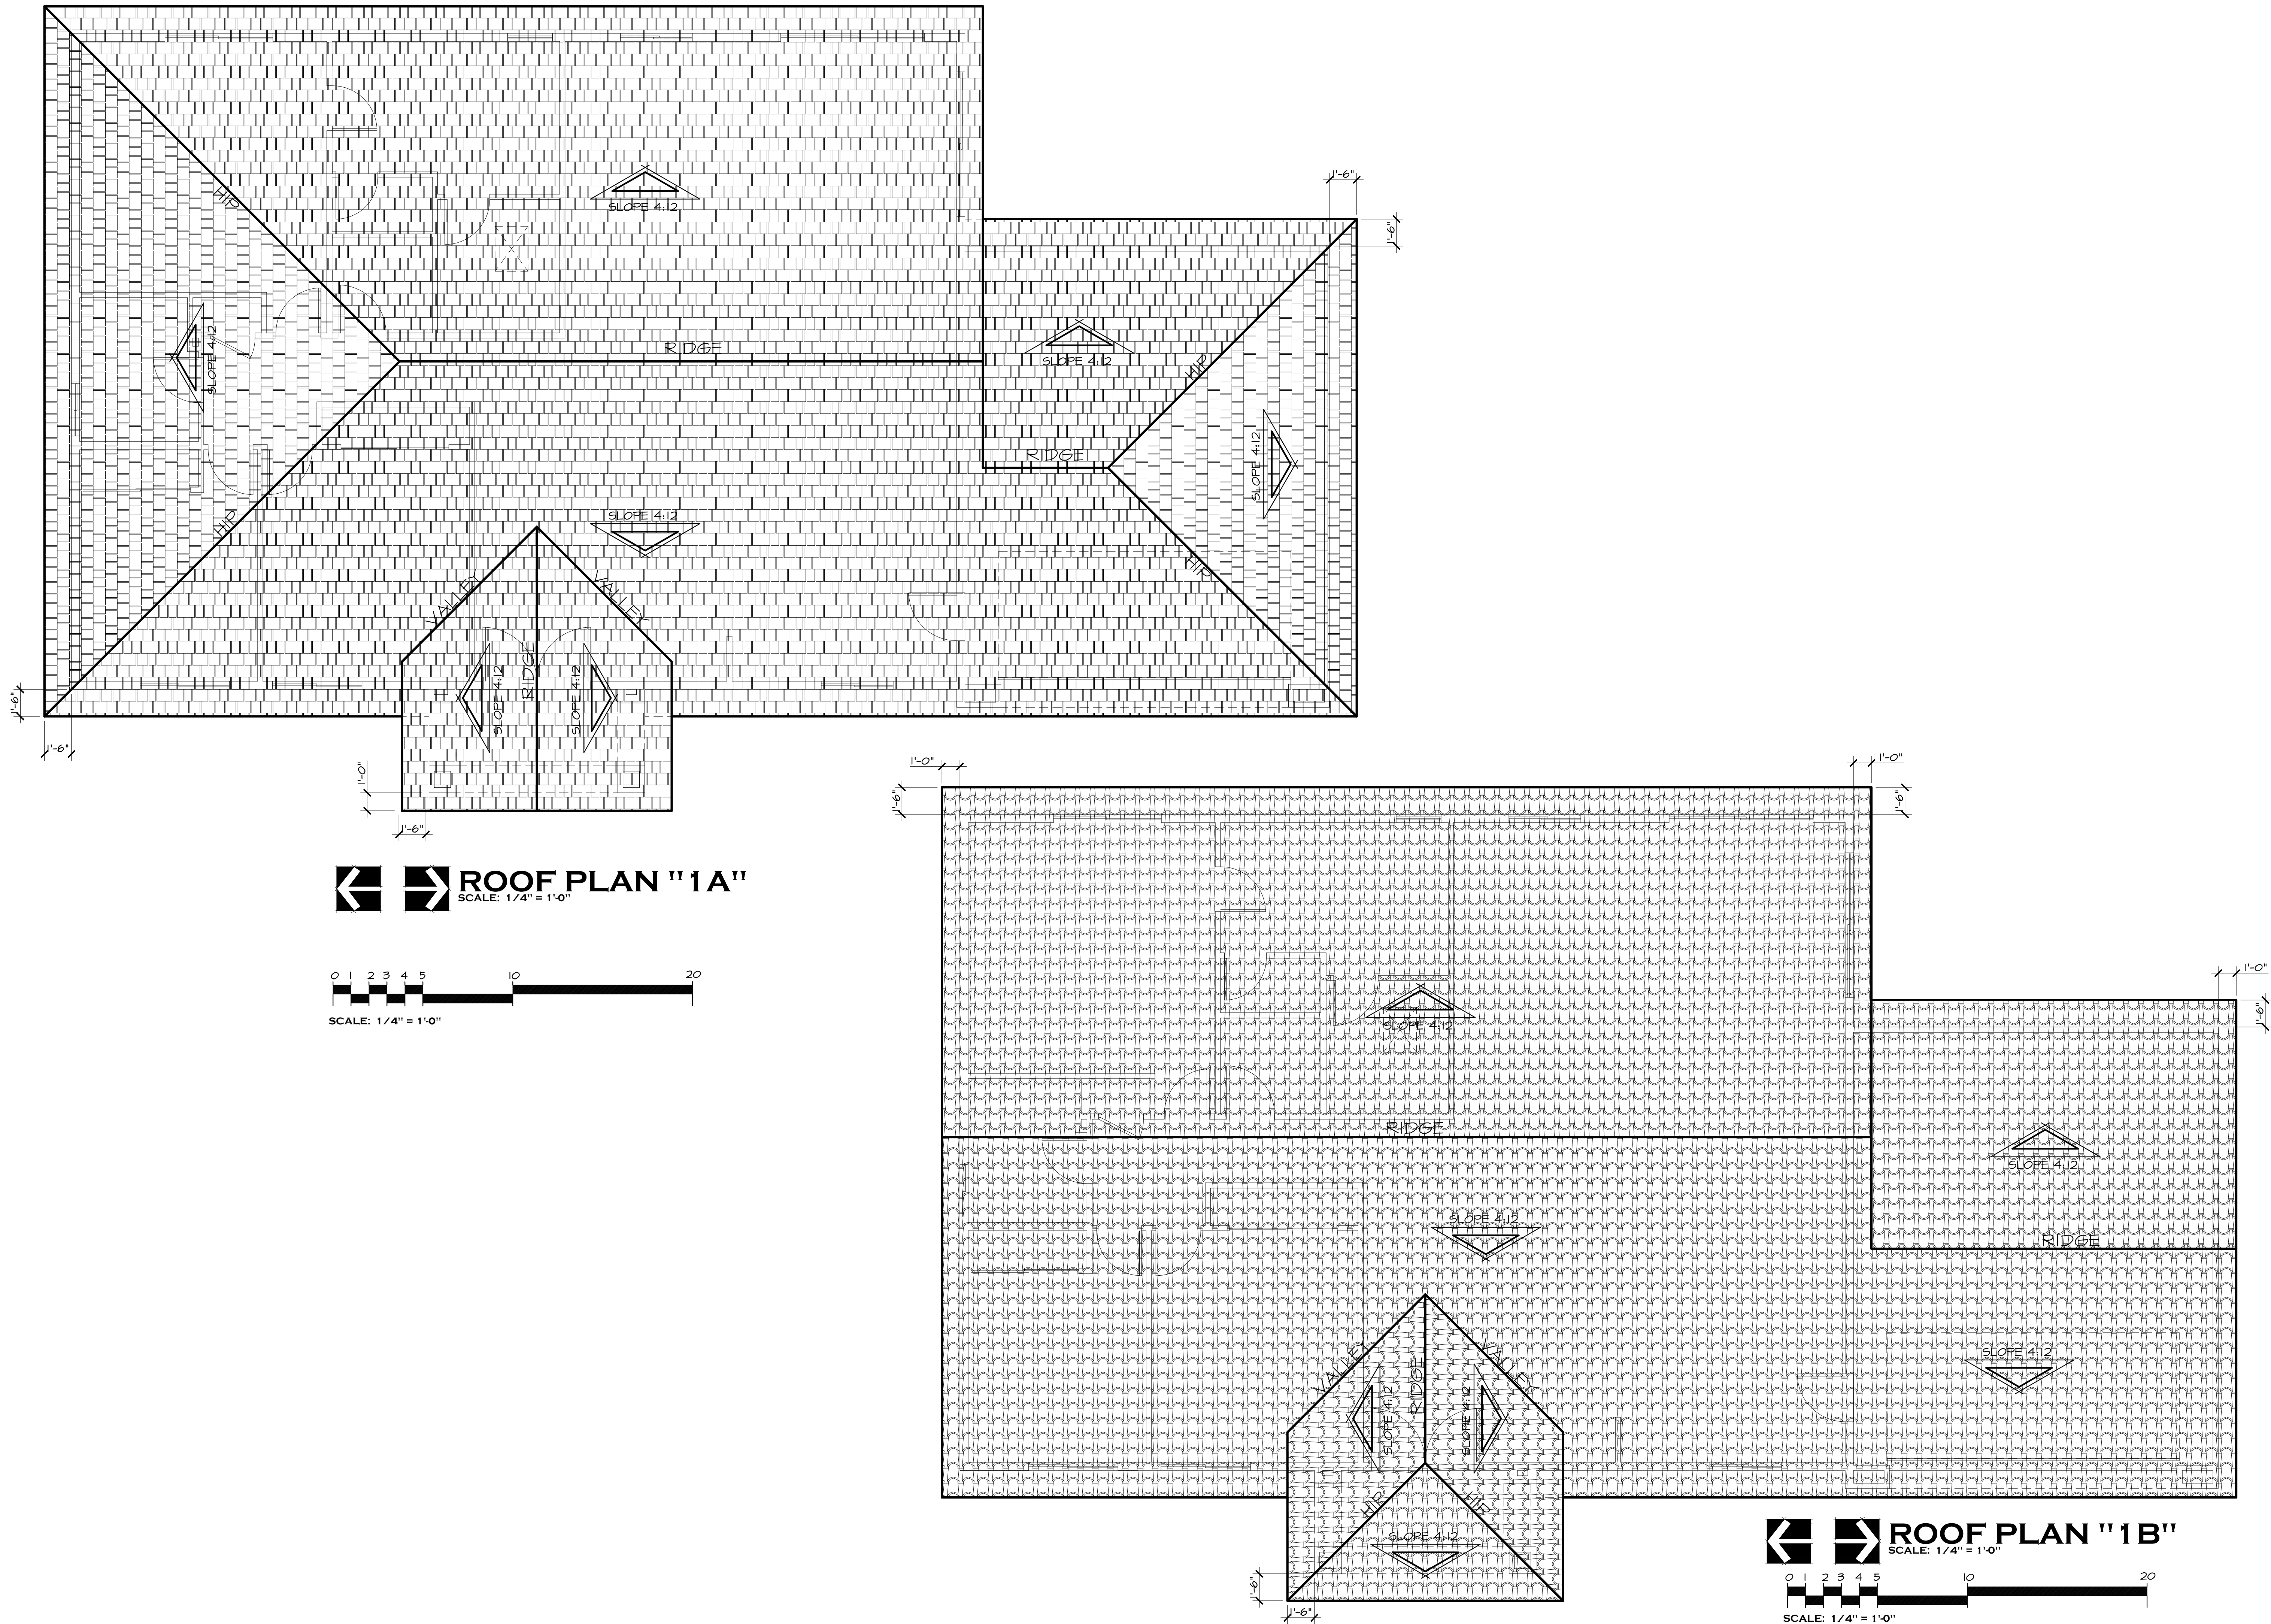 1'-6"
SLOPE 4:12
1'-6"
HIP
RIDGE
SLOPE 4:12
SLOPE 4:12
HIP
RIDGE
SLOPE 4:12
SLOPE 4:12
HIP
HIP
VALLEY
VALLEY
RIDGE
SLOPE 4:12
SLOPE 4:12
1'-6"
1'-6"
1'-0"
1'-6"
ROOF PLAN "1A"
SCALE: 1/4" = 1'-0"
0 1 2 3 4 5 10 20
SCALE: 1/4" = 1'-0"
1'-0"
1'-0"
1'-6"
1'-6"
1'-0"
1'-6"
SLOPE 4:12
RIDGE
SLOPE 4:12
SLOPE 4:12
RIDGE
SLOPE 4:12
VALLEY
RIDGE
VALLEY
SLOPE 4:12
SLOPE 4:12
HIP
HIP
SLOPE 4:12
1'-6"
1'-6"
ROOF PLAN "1B"
SCALE: 1/4" = 1'-0"
0 1 2 3 4 5 10 20
SCALE: 1/4" = 1'-0"